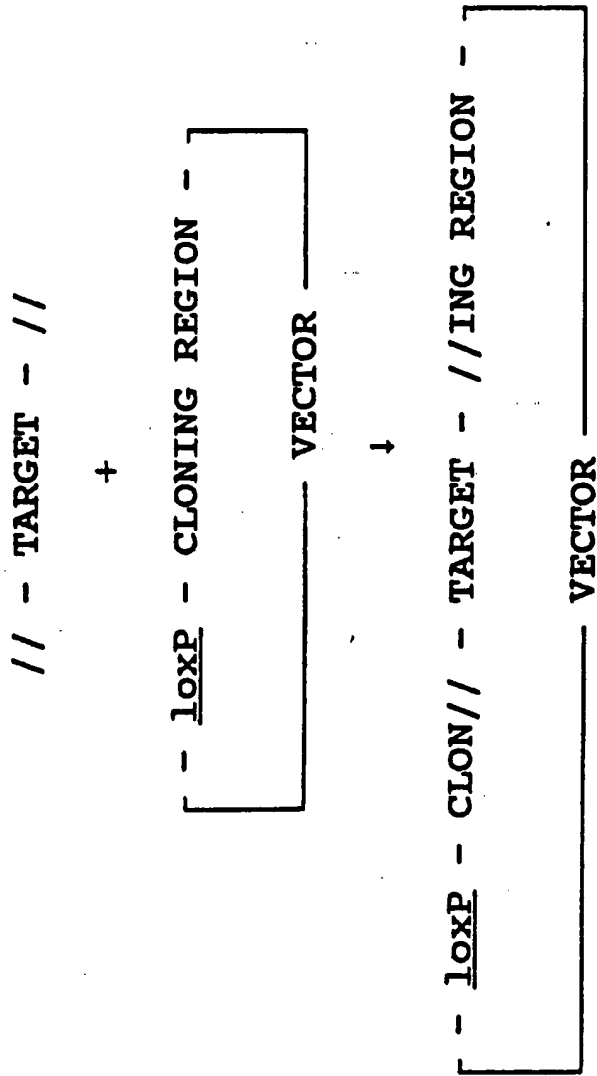 // - TARGET - //
+
- loxP - CLONING REGION -
VECTOR
↓
- loxP - CLON// - TARGET - //ING REGION -
VECTOR